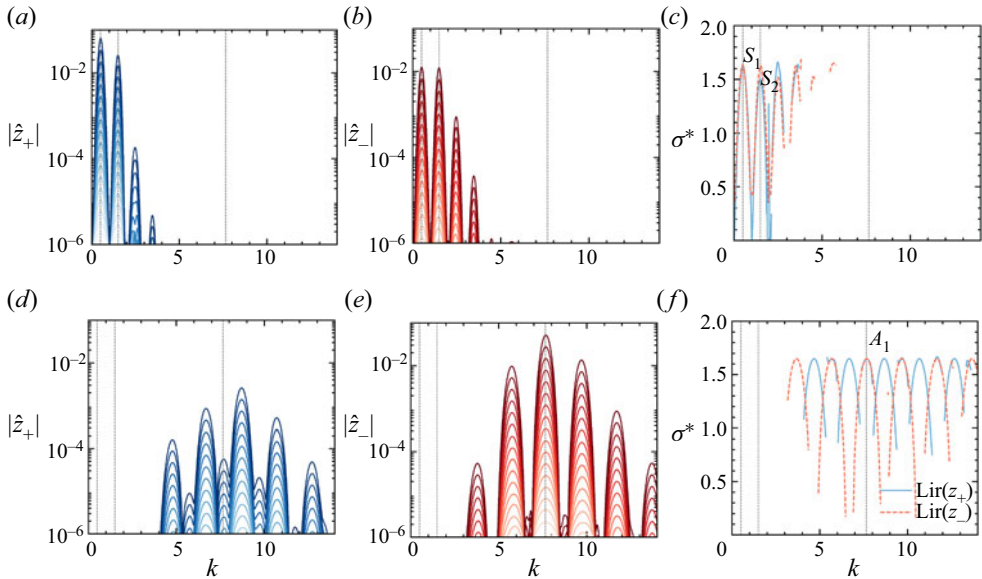 (a)
10⁻²
|ẑ₊|
10⁻⁴
10⁻⁶
0 5 10
(b)
10⁻²
|ẑ₋|
10⁻⁴
10⁻⁶
0 5 10
(c)
2.0
1.5
σ* 1.0
0.5
0 5 10
S₁
S₂
(d)
10⁻²
|ẑ₊|
10⁻⁴
10⁻⁶
0 5 10
k
(e)
10⁻²
|ẑ₋|
10⁻⁴
10⁻⁶
0 5 10
k
(f)
2.0
1.5
σ* 1.0
0.5
0 5 10
k
A₁
Lir(z₊)
Lir(z₋)